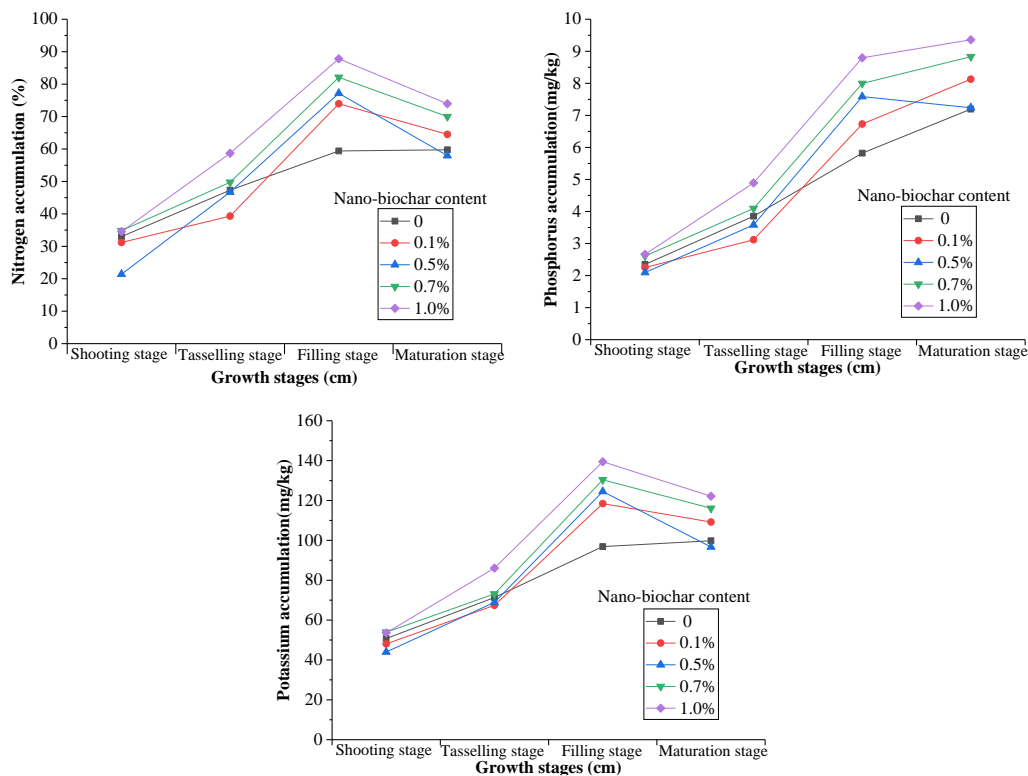 Nitrogen accumulation (%)
100
90
80
70
60
50
40
30
20
10
0
Nano-biochar content
0
0.1%
0.5%
0.7%
1.0%
Shooting stage
Tasselling stage
Filling stage
Maturation stage
Growth stages (cm)
Phosphorus accumulation(mg/kg)
10
9
8
7
6
5
4
3
2
1
0
Nano-biochar content
0
0.1%
0.5%
0.7%
1.0%
Shooting stage
Tasselling stage
Filling stage
Maturation stage
Growth stages (cm)
Potassium accumulation(mg/kg)
160
140
120
100
80
60
40
20
0
Nano-biochar content
0
0.1%
0.5%
0.7%
1.0%
Shooting stage
Tasselling stage
Filling stage
Maturation stage
Growth stages (cm)